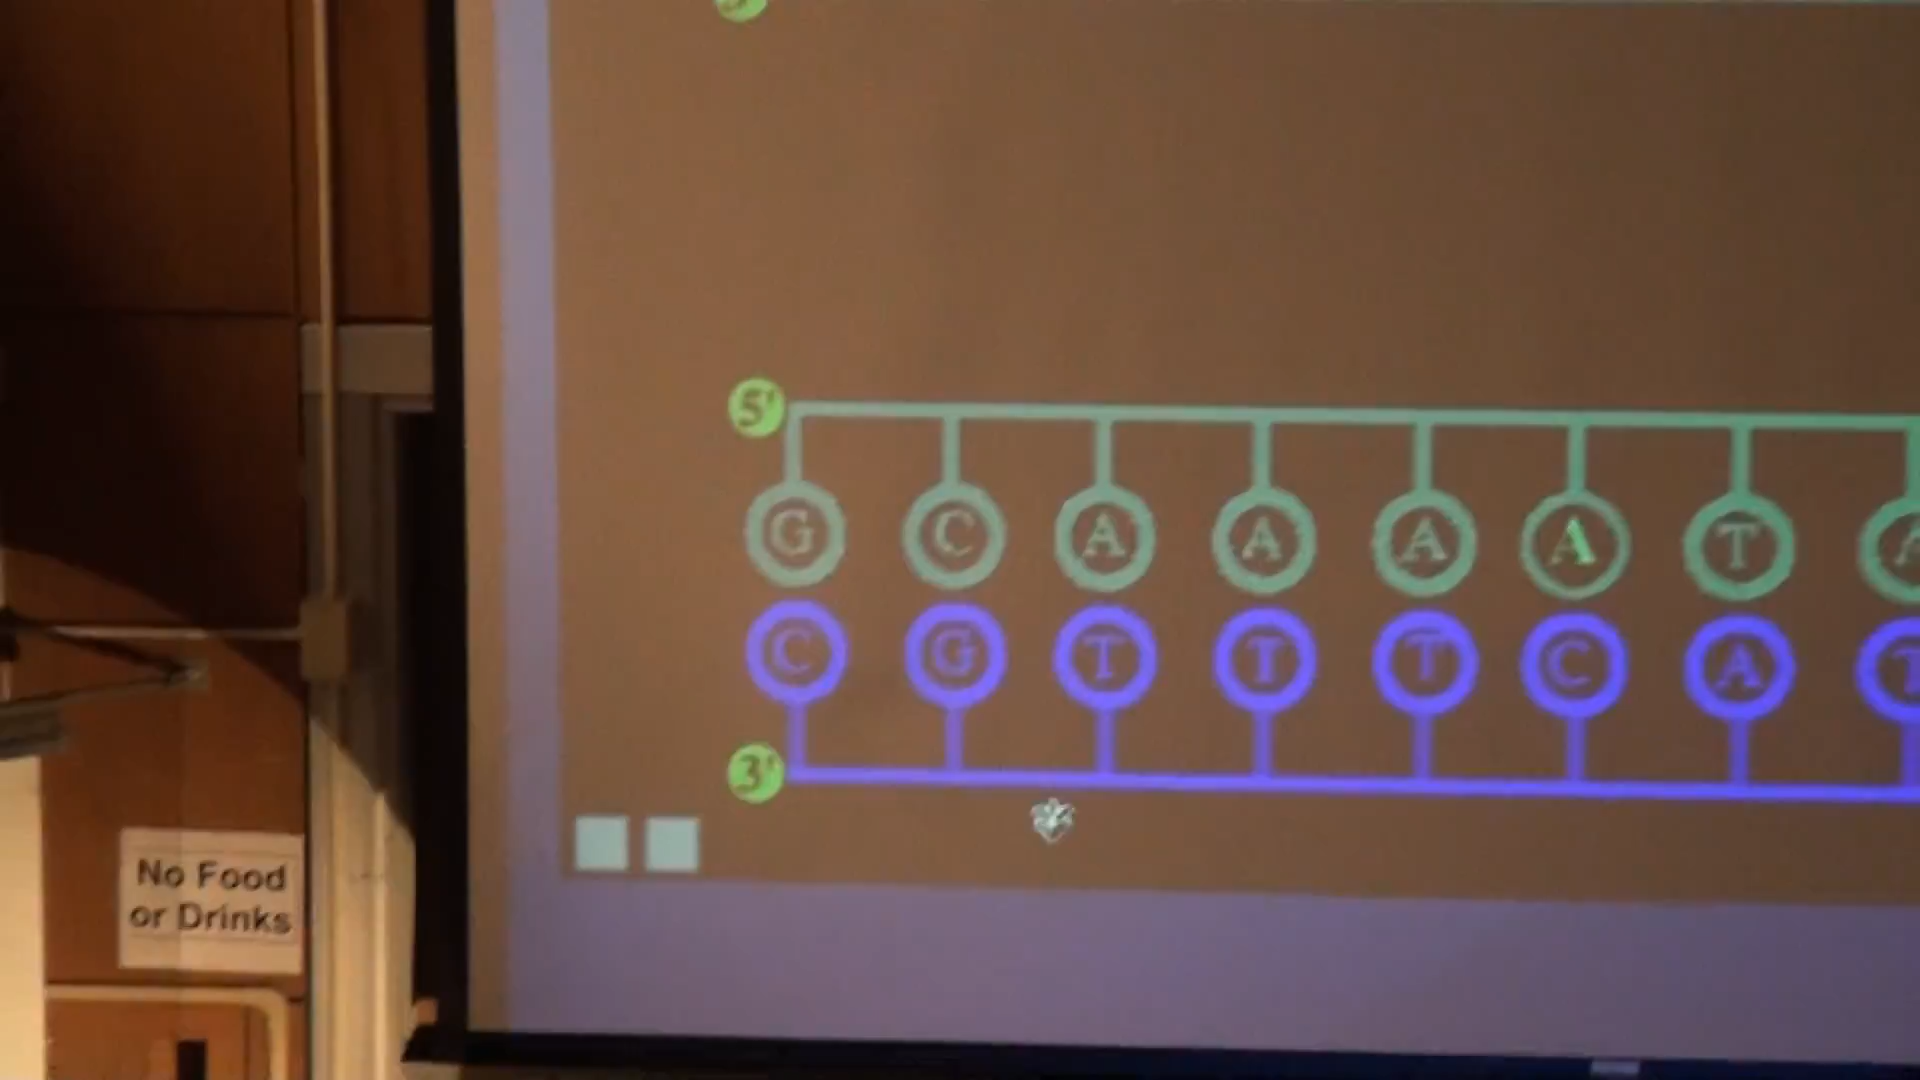 5'
G C A A A A T A
C G T T T C A T
3'
No Food
or Drinks